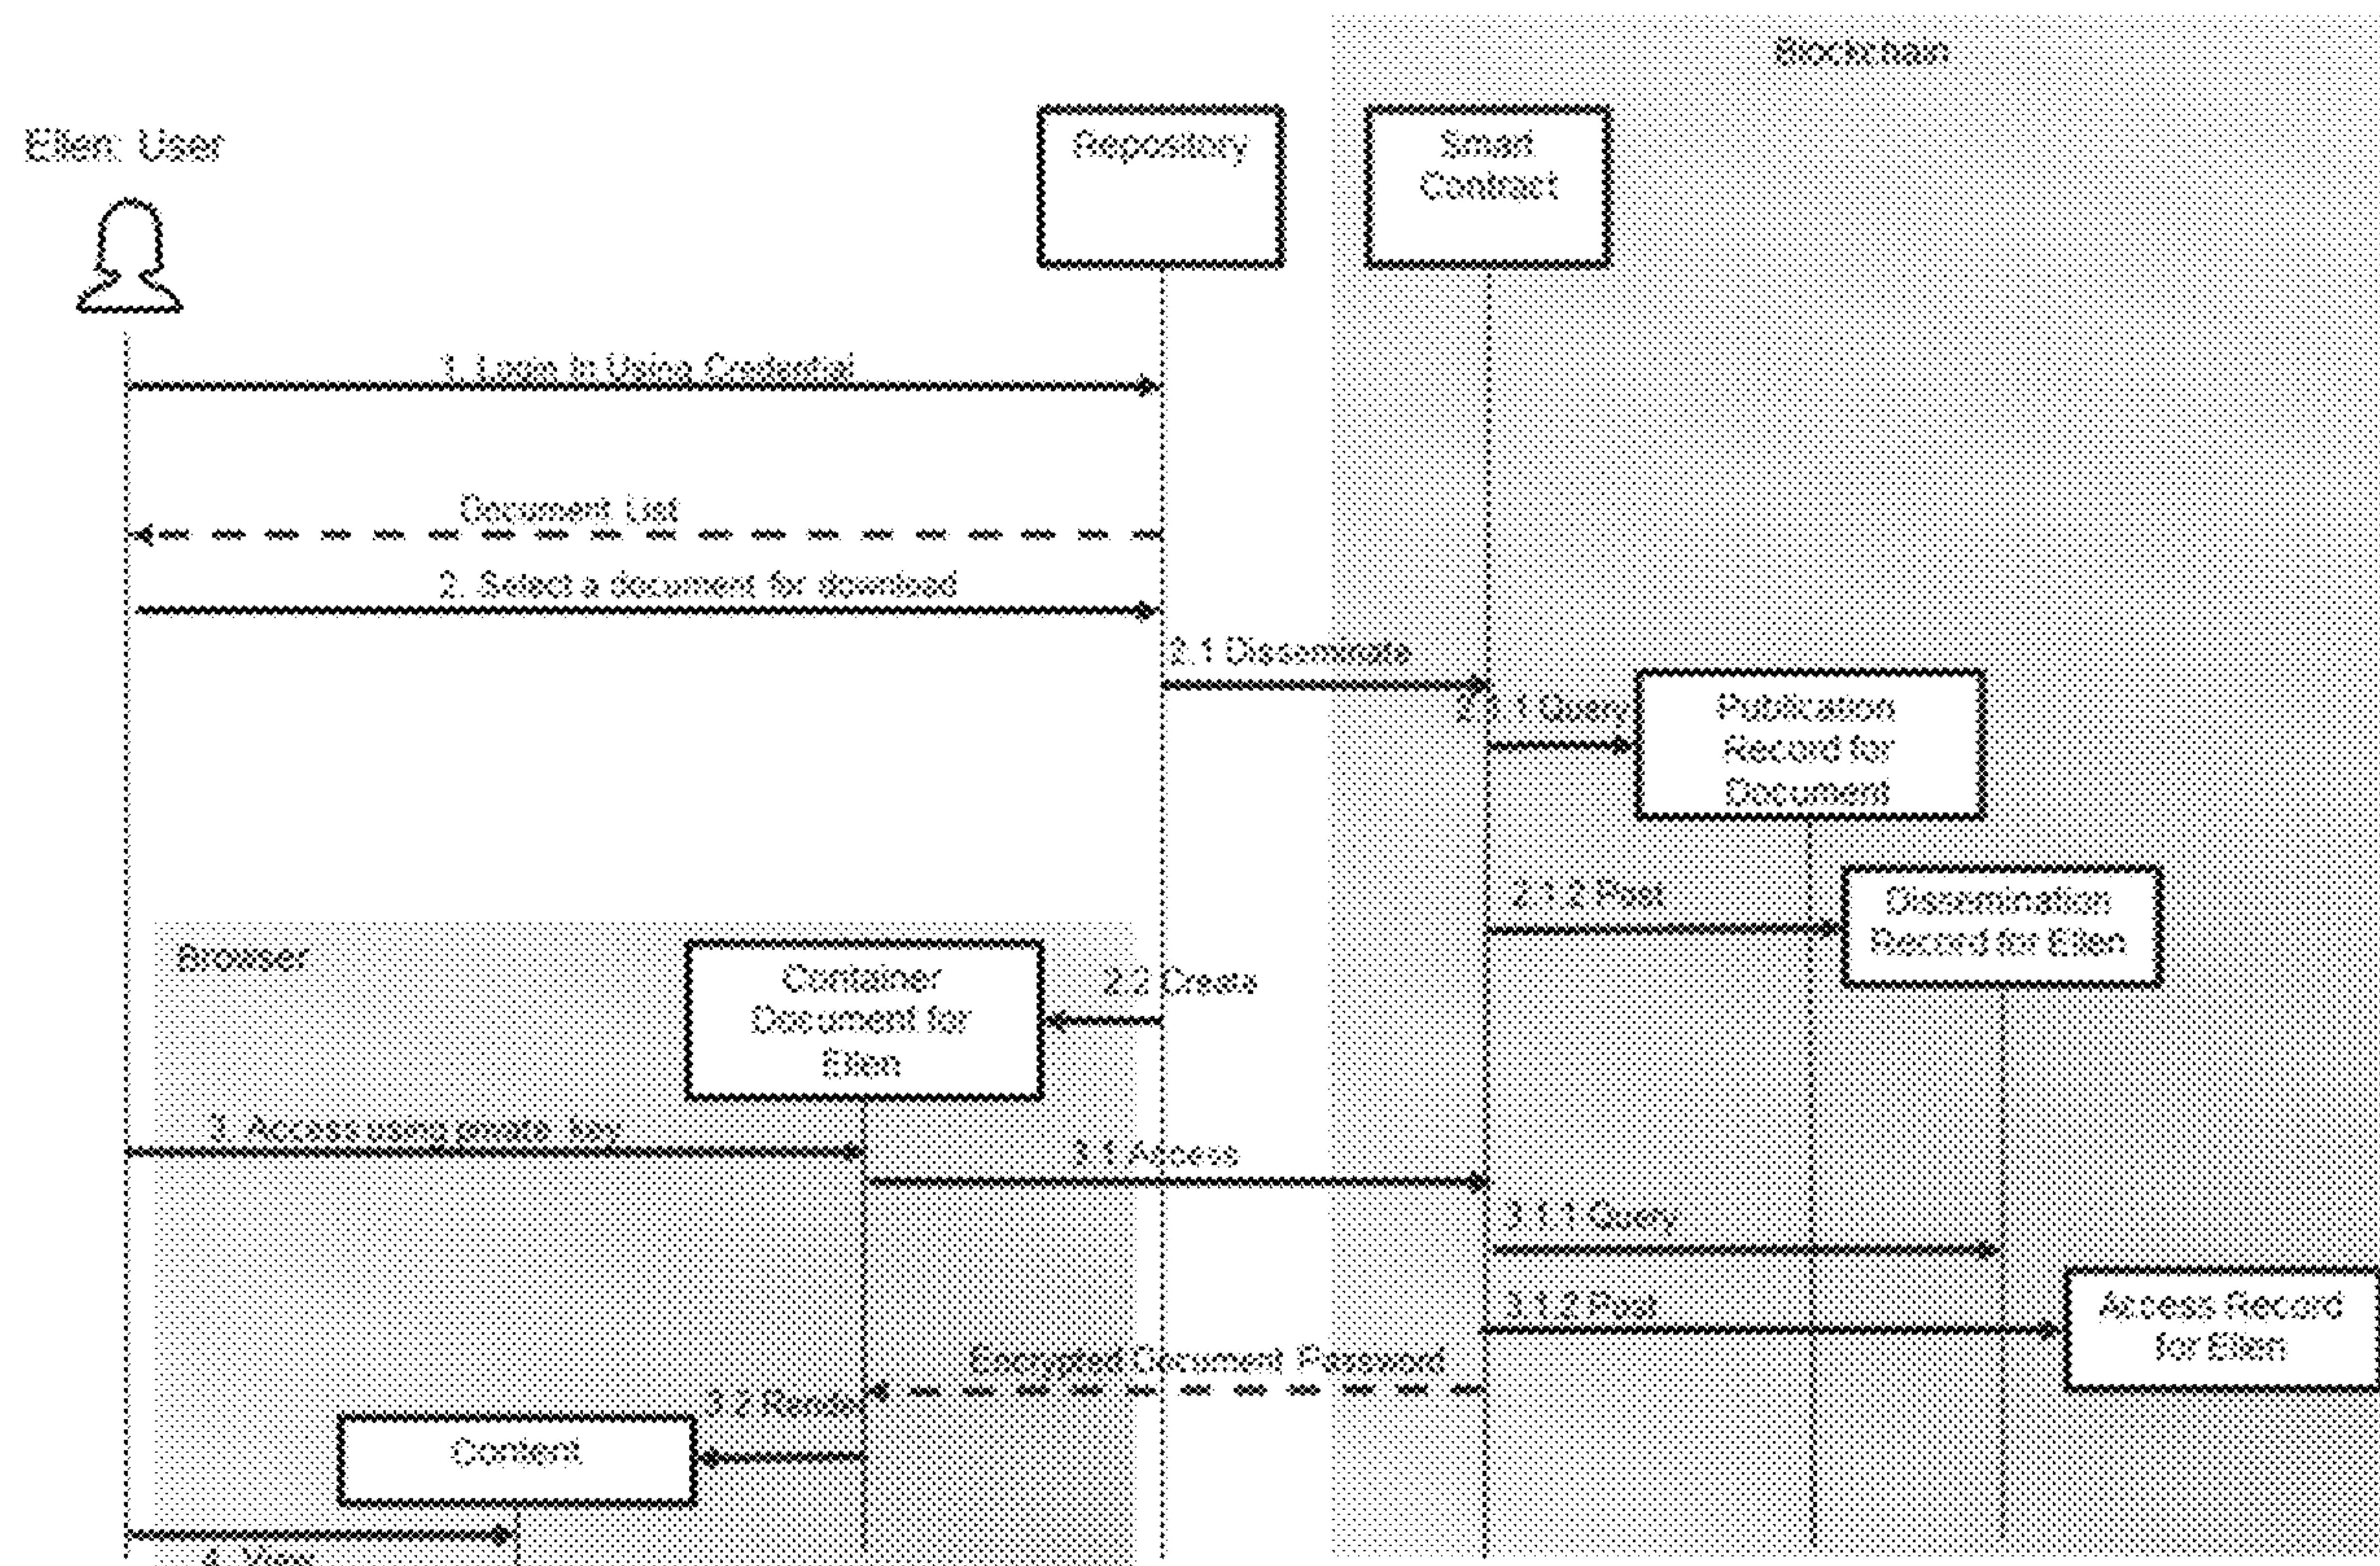 Blockchain
Ellen: User
Repository
Smart
Contract
1. Login in Using Credential
Document List
2. Select a document for download
2.1 Disseminate
2.1.1 Query
Publication
Record for
Document
2.1.2 Post
Dissemination
Record for Ellen
Browser
Container
Document for
Ellen
2.2 Create
3. Access using private key
3.1 Access
3.1.1 Query
3.1.2 Post
Access Record
for Ellen
Encrypted Document Password
3.2 Render
Content
4. View